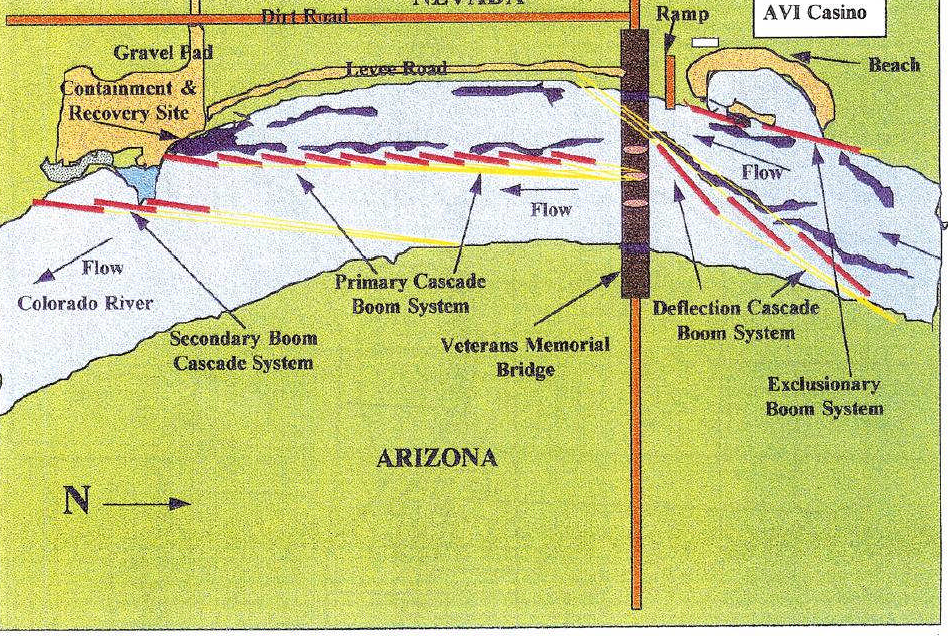 NEVADA
Dirt Road
Ramp
AVI Casino
Gravel Pad
Levee Road
Beach
Containment &
Recovery Site
Flow
Flow
Flow
Colorado River
Primary Cascade
Boom System
Deflection Cascade
Boom System
Secondary Boom
Cascade System
Veterans Memorial
Bridge
Exclusionary
Boom System
ARIZONA
N